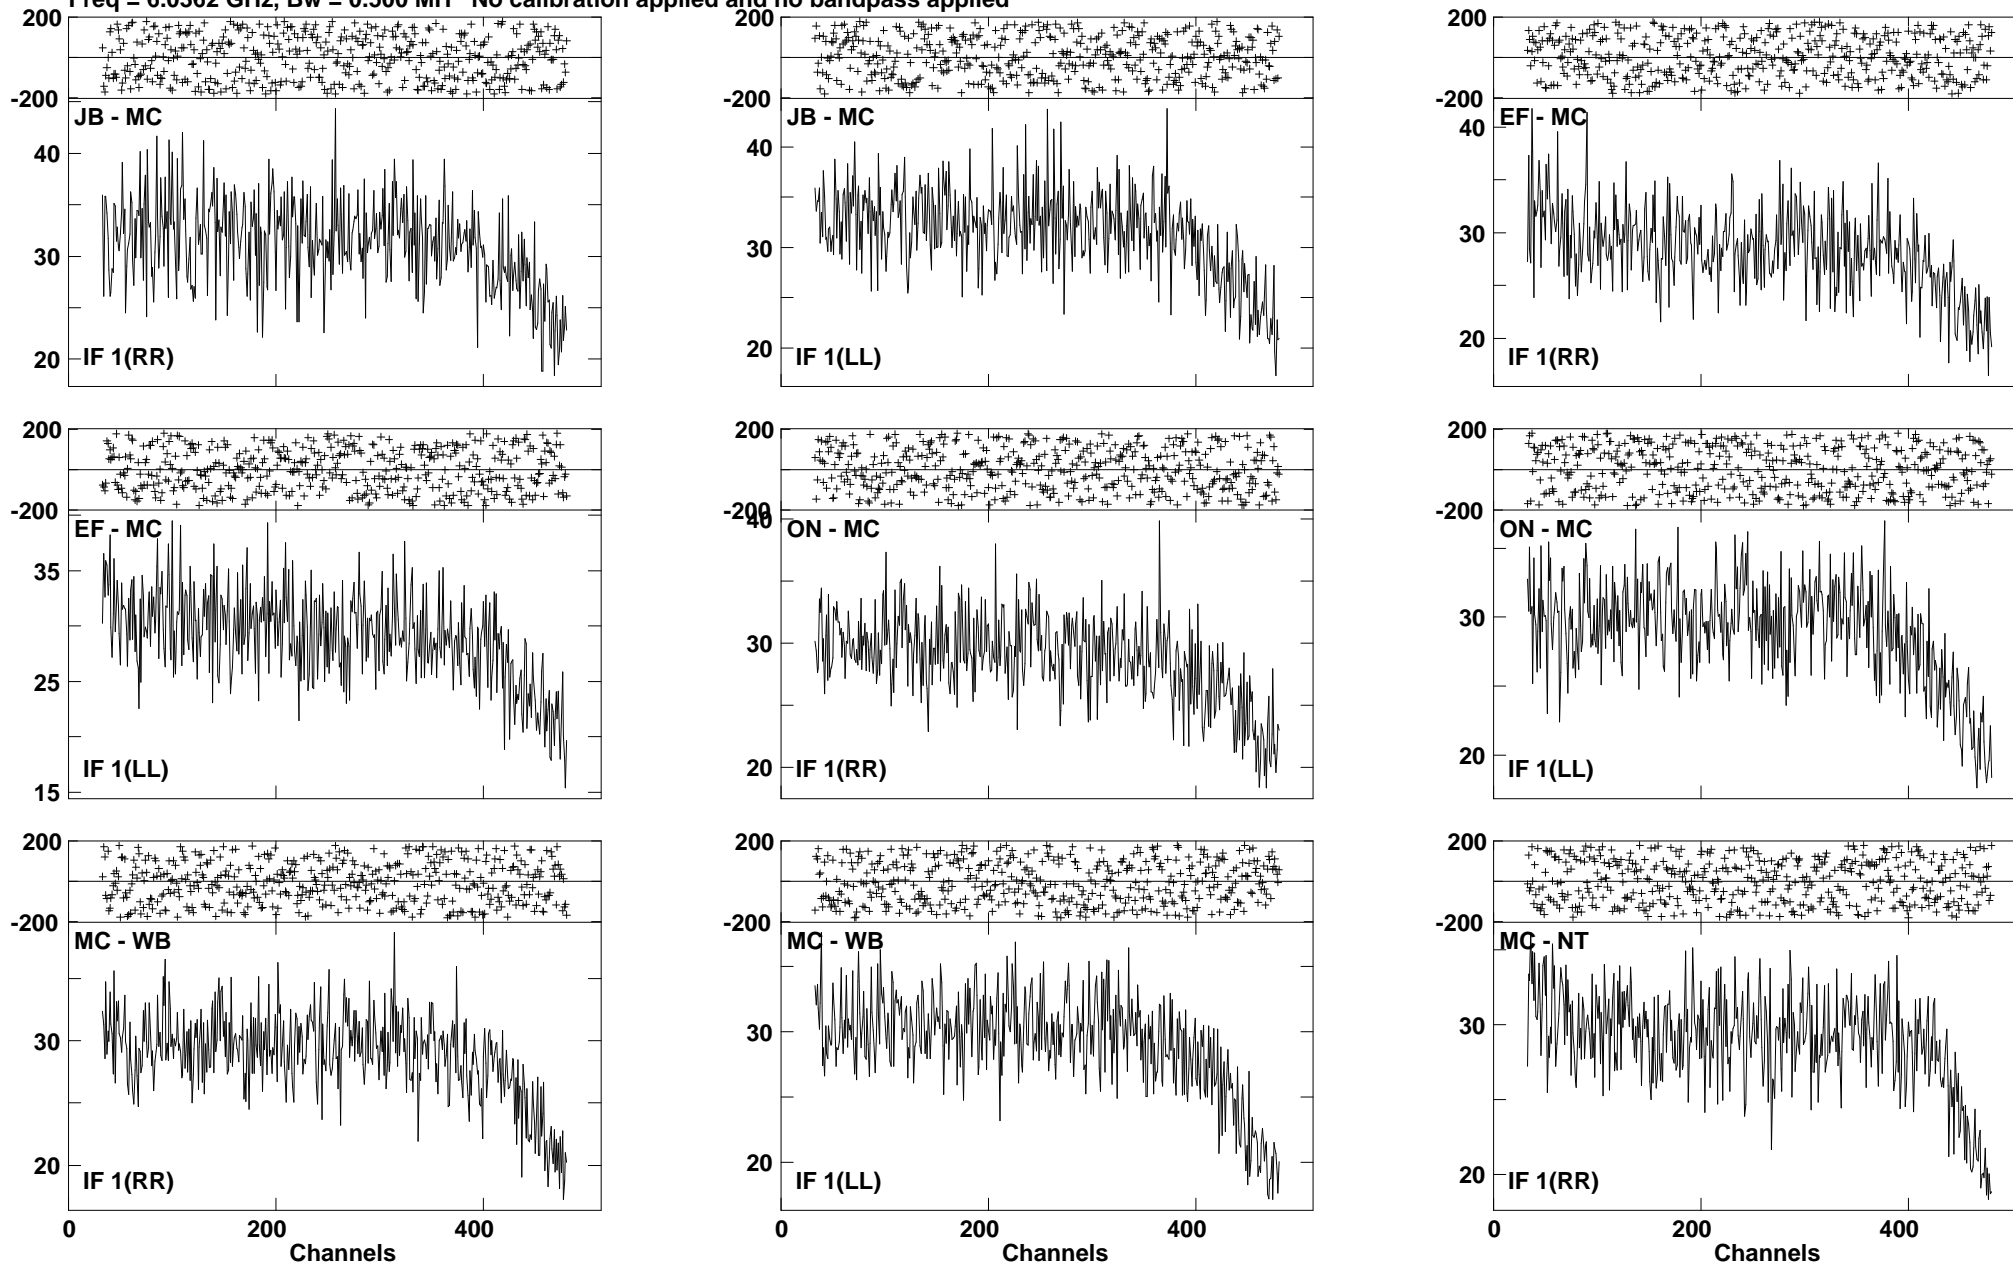 Freq = 6.0362 GHz, Bw = 0.500 MH No calibration applied and no bandpass applied
200
-200
JB - MC
40
30
20
IF 1(RR)
200
-200
JB - MC
40
30
20
IF 1(LL)
200
-200
EF - MC
40
30
20
IF 1(RR)
200
-200
EF - MC
35
25
15
IF 1(LL)
200
-200
40
ON - MC
30
20
IF 1(RR)
200
-200
ON - MC
30
20
IF 1(LL)
200
-200
MC - WB
30
20
IF 1(RR)
0 200 400
Channels
200
-200
MC - WB
30
20
IF 1(LL)
0 200 400
Channels
200
-200
MC - NT
30
20
IF 1(RR)
0 200 400
Channels